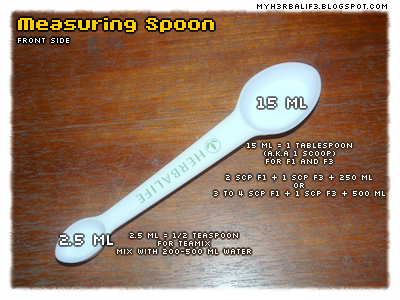 MYH3RBALIF3.BLOGSPOT.COM
Measuring Spoon
FRONT SIDE
15 ML
15 ML = 1 TABLESPOON
(A.K.A 1 SCOOP)
FOR F1 AND F3
2 SCP F1 + 1 SCP F3 + 250 ML
OR
3 TO 4 SCP F1 + 1 SCP F3 + 500 ML
HERBALIFE
2.5 ML
2.5 ML = 1/2 TEASPOON
FOR TEAMIX
MIX WITH 200-500 ML WATER